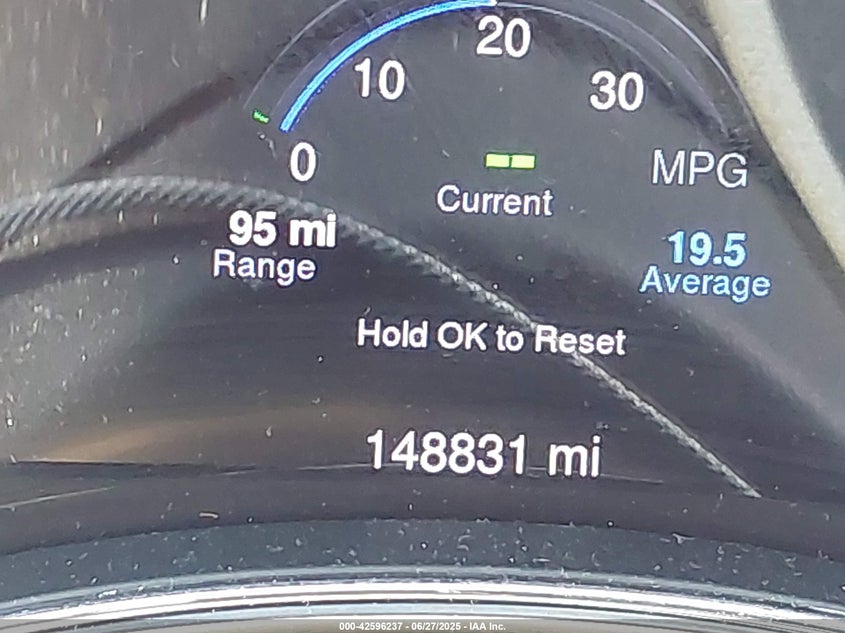 20
10
30
0
MPG
Current
95 mi
Range
19.5
Average
Hold OK to Reset
148831 mi
000-42596237 - 06/27/2025 - IAA Inc.